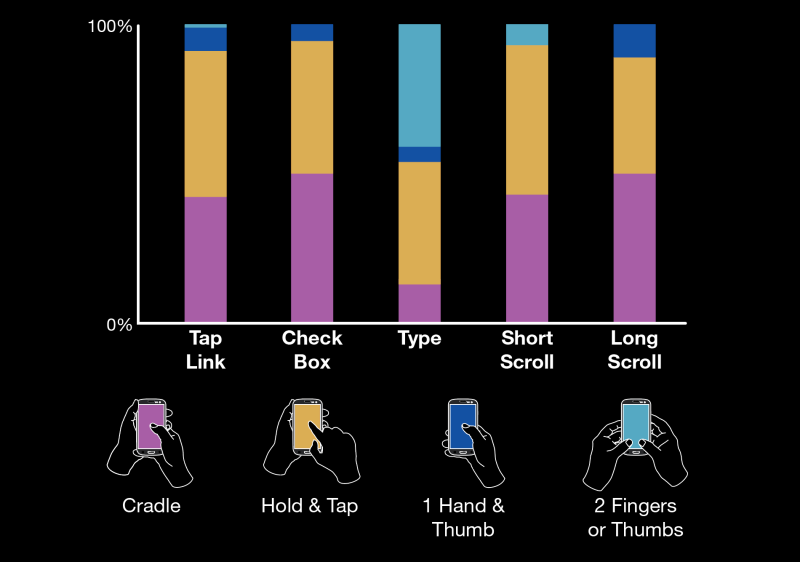 100%
0%
Tap Link
Check Box
Type
Short Scroll
Long Scroll
Cradle
Hold & Tap
1 Hand & Thumb
2 Fingers or Thumbs